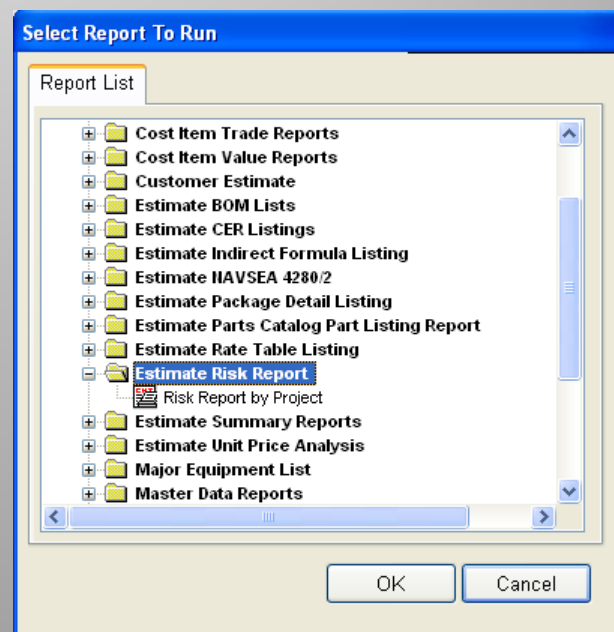 Select Report To Run
Report List
Cost Item Trade Reports
Cost Item Value Reports
Customer Estimate
Estimate BOM Lists
Estimate CER Listings
Estimate Indirect Formula Listing
Estimate NAVSEA 4280/2
Estimate Package Detail Listing
Estimate Parts Catalog Part Listing Report
Estimate Rate Table Listing
Estimate Risk Report
Risk Report by Project
Estimate Summary Reports
Estimate Unit Price Analysis
Major Equipment List
Master Data Reports
OK Cancel